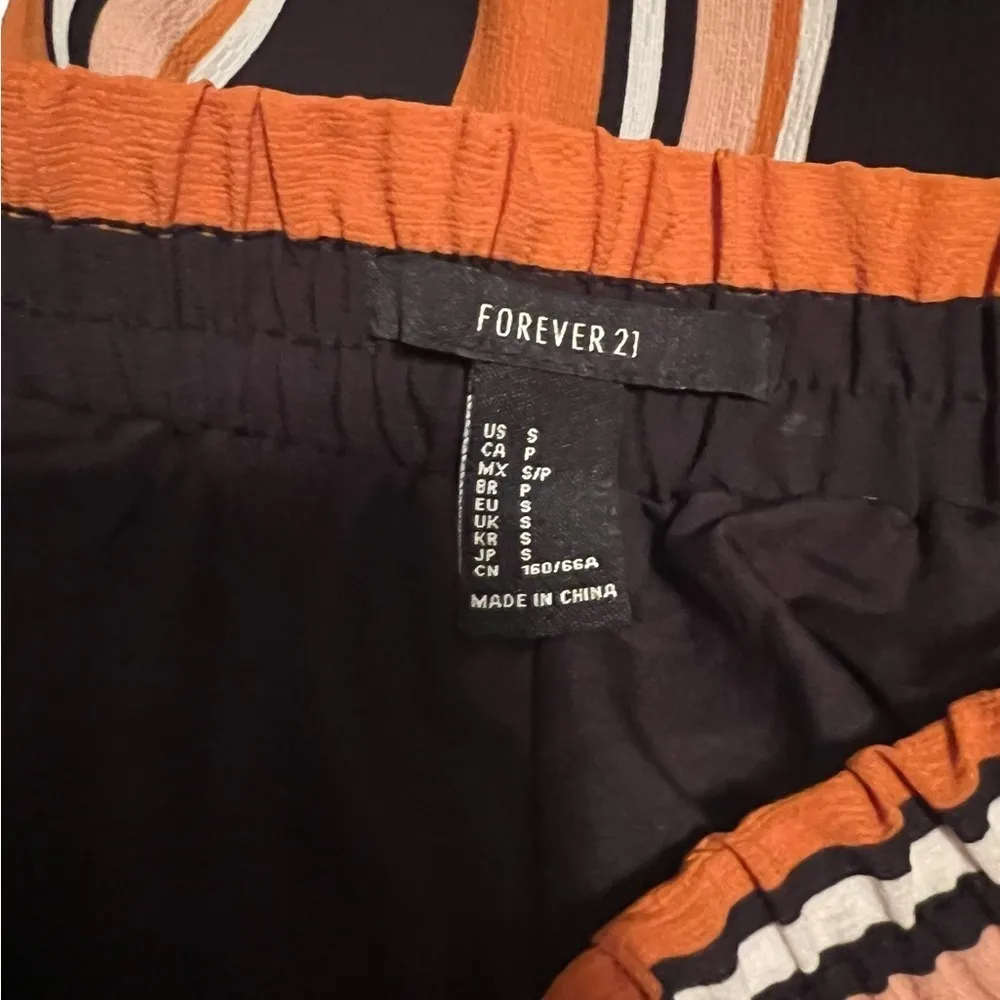 FOREVER 21
US S
CA P
MX S/P
BR P
EU S
UK S
KR S
JP S
CN 160/66A
MADE IN CHINA